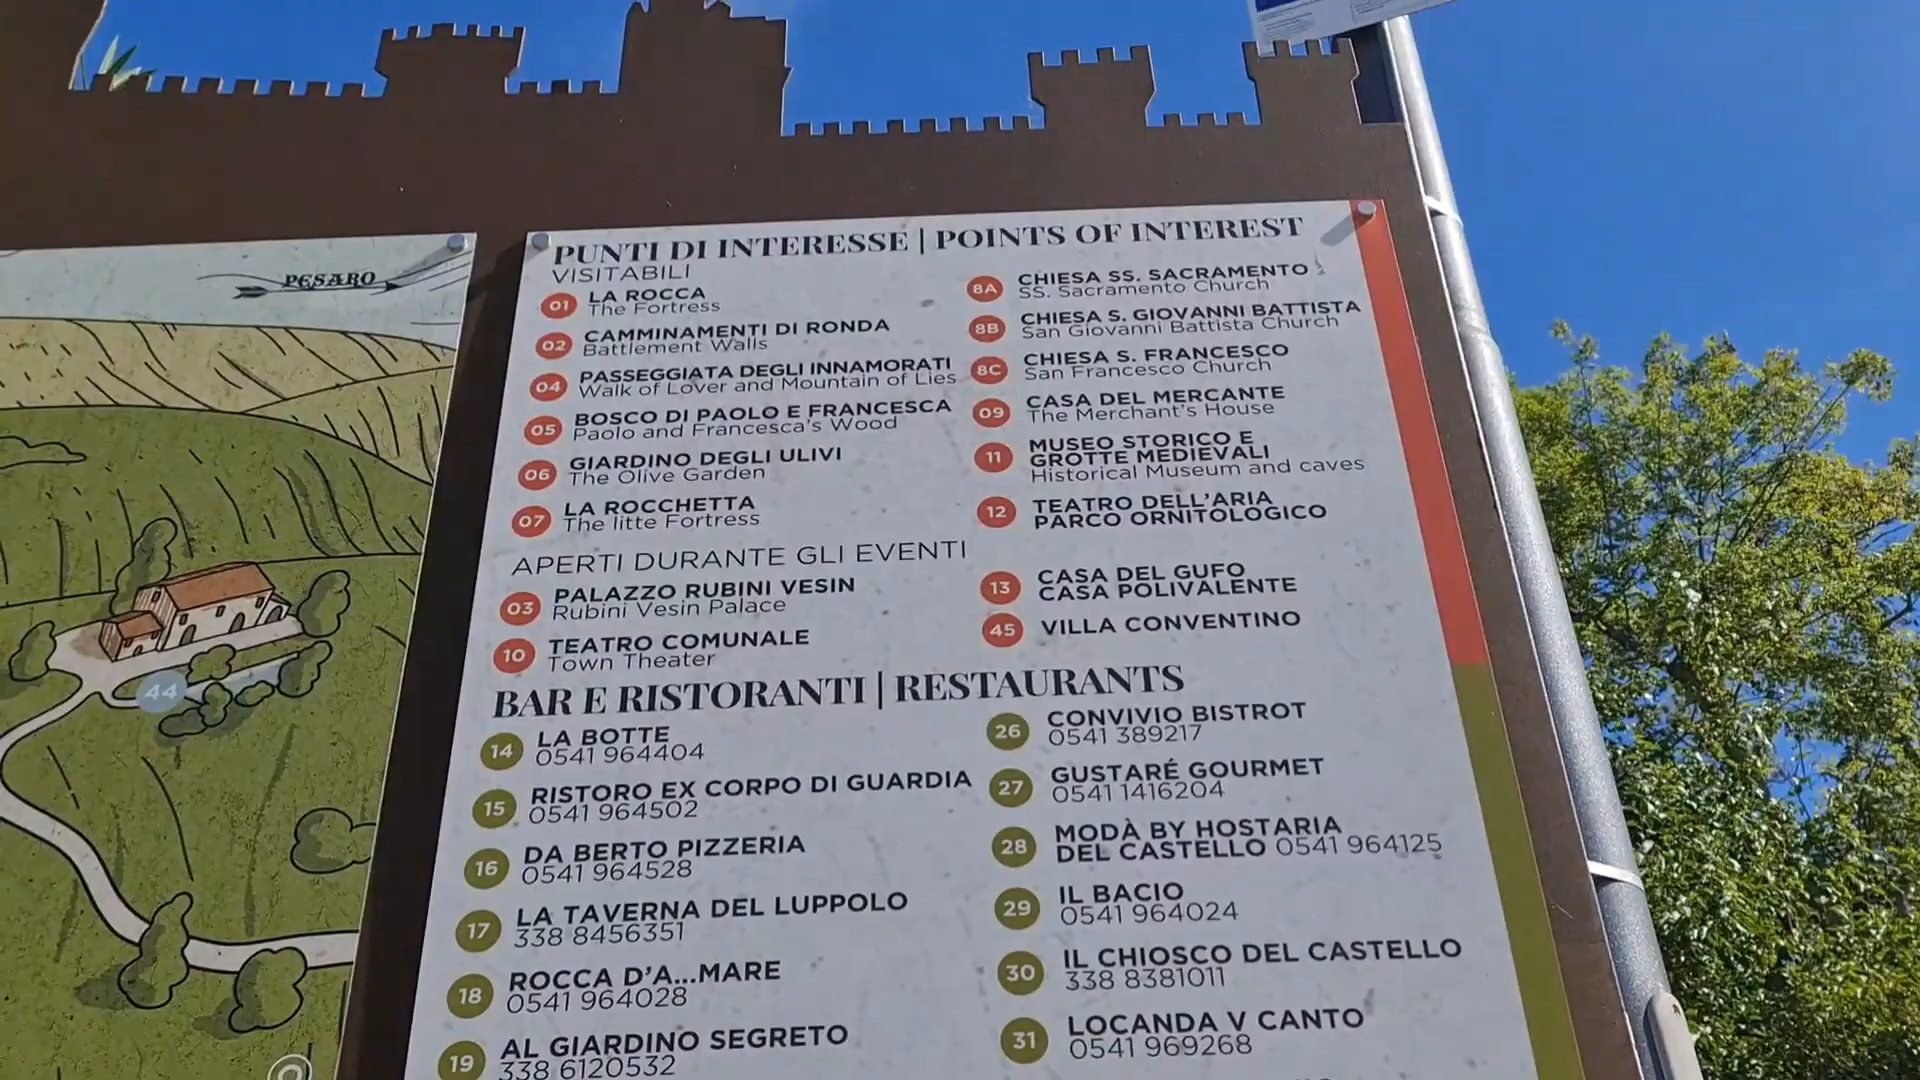 PESARO
44
PUNTI DI INTERESSE | POINTS OF INTEREST
VISITABILI
01 LA ROCCA
The Fortress
02 CAMMINAMENTI DI RONDA
Battlement Walls
04 PASSEGGIATA DEGLI INNAMORATI
Walk of Lover and Mountain of Lies
05 BOSCO DI PAOLO E FRANCESCA
Paolo and Francesca's Wood
06 GIARDINO DEGLI ULIVI
The Olive Garden
07 LA ROCCHETTA
The litte Fortress
8A CHIESA SS. SACRAMENTO
SS. Sacramento Church
8B CHIESA S. GIOVANNI BATTISTA
San Giovanni Battista Church
8C CHIESA S. FRANCESCO
San Francesco Church
09 CASA DEL MERCANTE
The Merchant's House
11 MUSEO STORICO E
GROTTE MEDIEVALI
Historical Museum and caves
12 TEATRO DELL'ARIA
PARCO ORNITOLOGICO
APERTI DURANTE GLI EVENTI
03 PALAZZO RUBINI VESIN
Rubini Vesin Palace
10 TEATRO COMUNALE
Town Theater
13 CASA DEL GUFO
CASA POLIVALENTE
45 VILLA CONVENTINO
BAR E RISTORANTI | RESTAURANTS
14 LA BOTTE
0541 964404
15 RISTORO EX CORPO DI GUARDIA
0541 964502
16 DA BERTO PIZZERIA
0541 964528
17 LA TAVERNA DEL LUPPOLO
338 8456351
18 ROCCA D'A...MARE
0541 964028
19 AL GIARDINO SEGRETO
338 6120532
26 CONVIVIO BISTROT
0541 389217
27 GUSTARÉ GOURMET
0541 1416204
28 MODÀ BY HOSTARIA
DEL CASTELLO 0541 964125
29 IL BACIO
0541 964024
30 IL CHIOSCO DEL CASTELLO
338 8381011
31 LOCANDA V CANTO
0541 969268